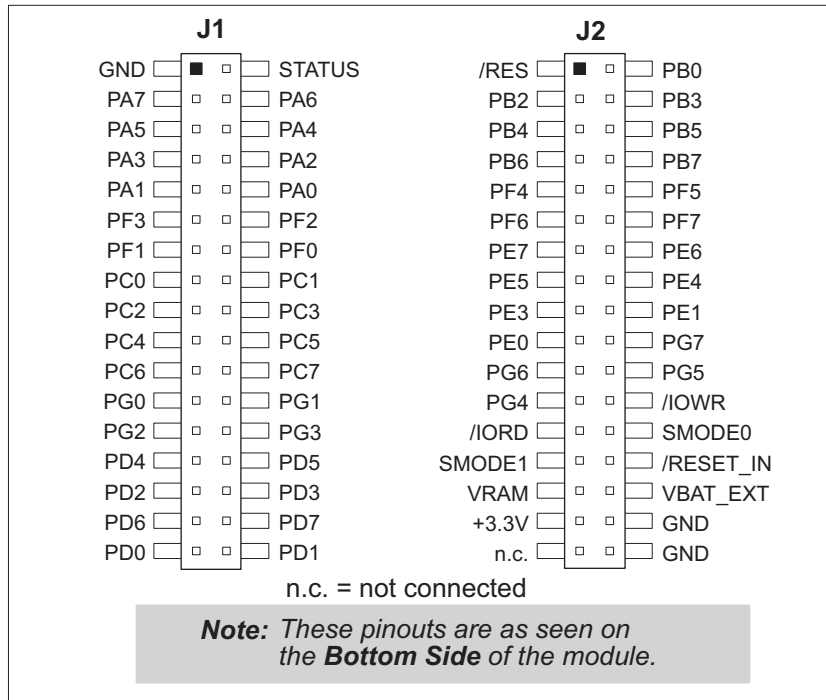 J1 J2
GND STATUS /RES PB0
PA7 PA6 PB2 PB3
PA5 PA4 PB4 PB5
PA3 PA2 PB6 PB7
PA1 PA0 PF4 PF5
PF3 PF2 PF6 PF7
PF1 PF0 PE7 PE6
PC0 PC1 PE5 PE4
PC2 PC3 PE3 PE1
PC4 PC5 PE0 PG7
PC6 PC7 PG6 PG5
PG0 PG1 PG4 /IOWR
PG2 PG3 /IORD SMODE0
PD4 PD5 SMODE1 /RESET_IN
PD2 PD3 VRAM VBAT_EXT
PD6 PD7 +3.3V GND
PD0 PD1 n.c. GND
n.c. = not connected
Note: These pinouts are as seen on
the Bottom Side of the module.